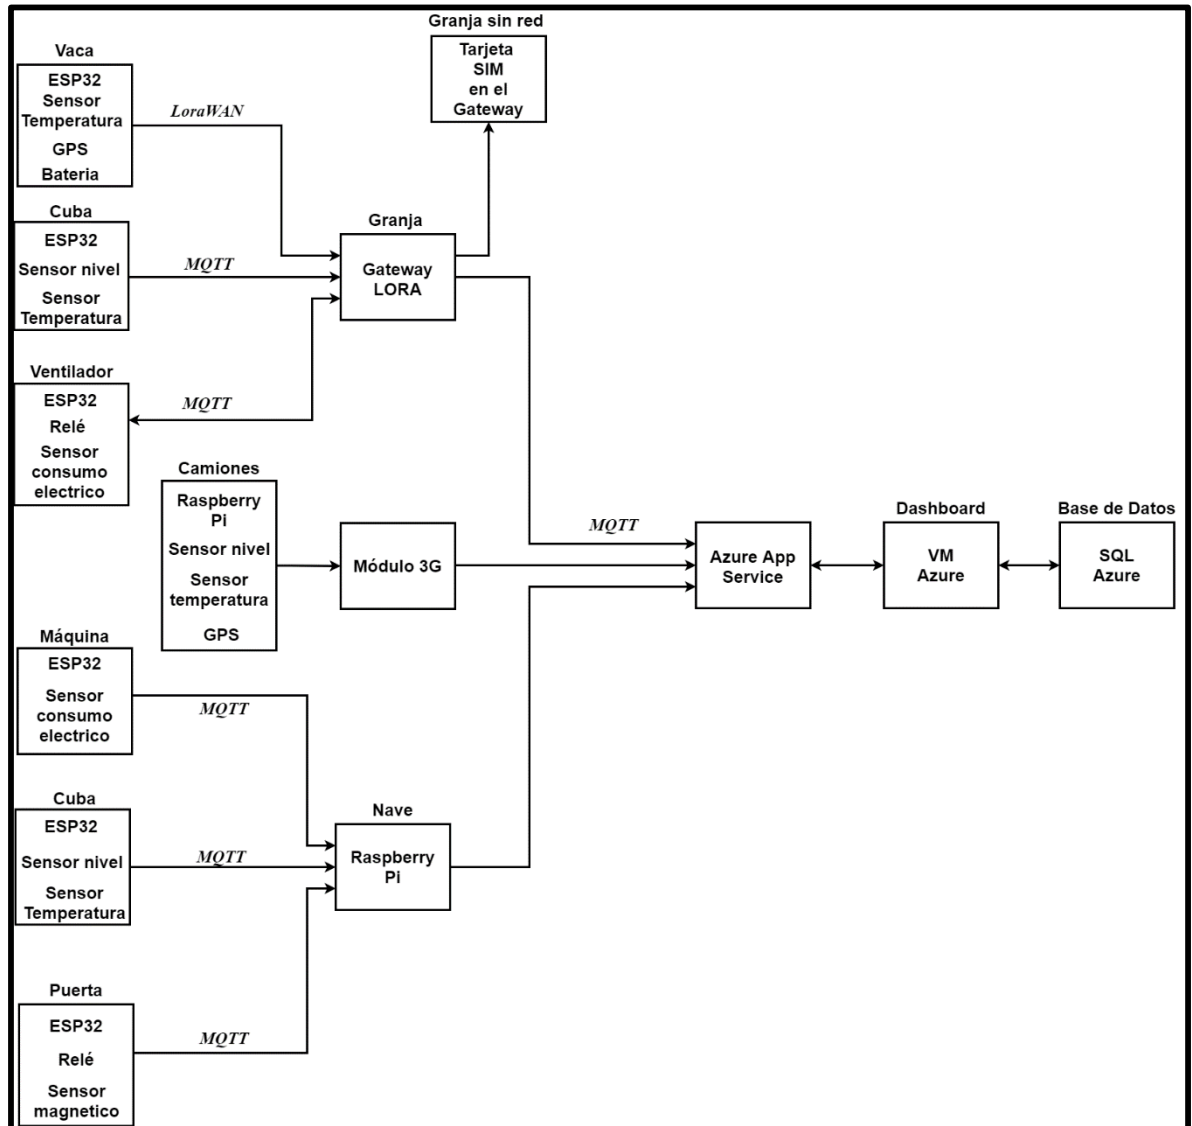 Granja sin red
Tarjeta
SIM
en el
Gateway
Vaca
ESP32
Sensor
Temperatura
GPS
Bateria
LoraWAN
Cuba
ESP32
Sensor nivel
Sensor
Temperatura
MQTT
Granja
Gateway
LORA
Ventilador
ESP32
Relé
Sensor
consumo
electrico
MQTT
Camiones
Raspberry
Pi
Sensor nivel
Sensor
temperatura
GPS
Módulo 3G
MQTT
Azure App
Service
Dashboard
VM
Azure
Base de Datos
SQL
Azure
Máquina
ESP32
Sensor
consumo
electrico
MQTT
Cuba
ESP32
Sensor nivel
Sensor
Temperatura
MQTT
Nave
Raspberry
Pi
Puerta
ESP32
Relé
Sensor
magnetico
MQTT